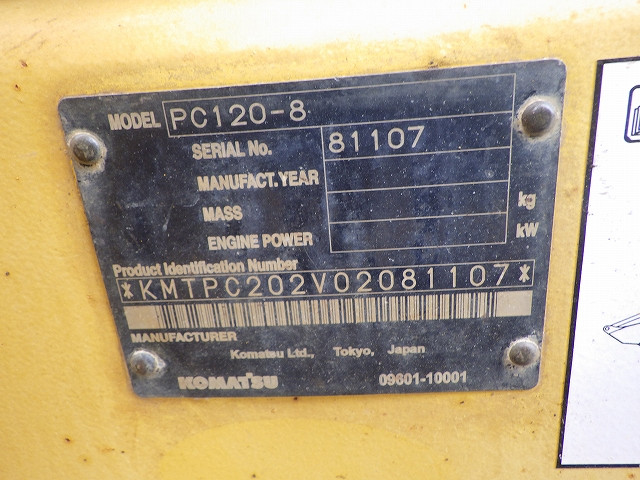 MODEL PC120-8
SERIAL No. 81107
MANUFACT. YEAR
MASS kg
ENGINE POWER kW
Product Identification Number
*KMTPC202V02081107*
MANUFACTURER
Komatsu Ltd., Tokyo, Japan
KOMATSU 09601-10001